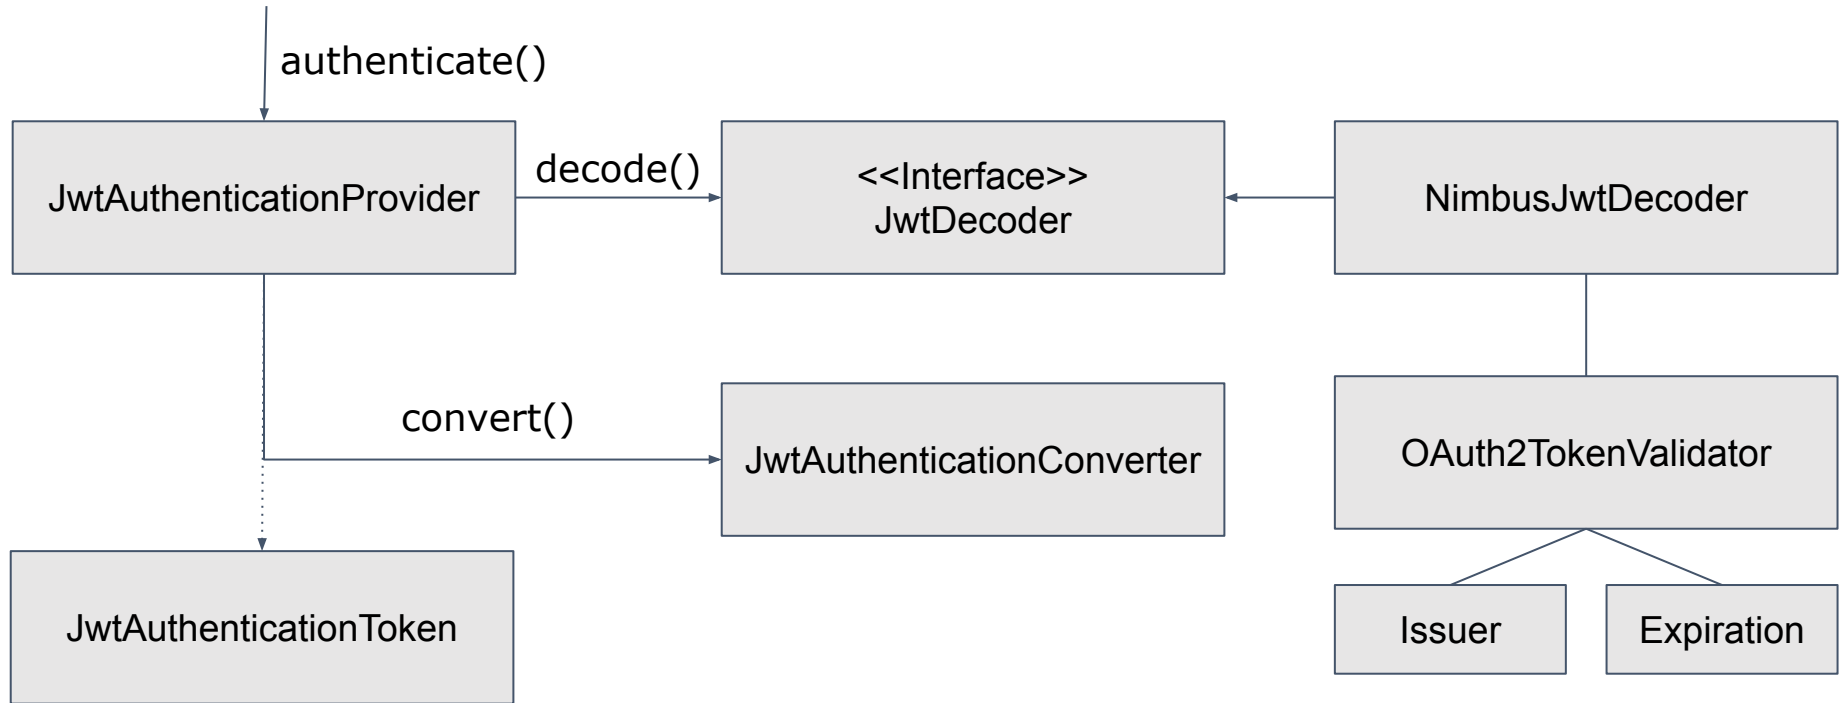 authenticate()
JwtAuthenticationProvider
decode()
<<Interface>>
JwtDecoder
NimbusJwtDecoder
convert()
JwtAuthenticationConverter
OAuth2TokenValidator
JwtAuthenticationToken
Issuer
Expiration